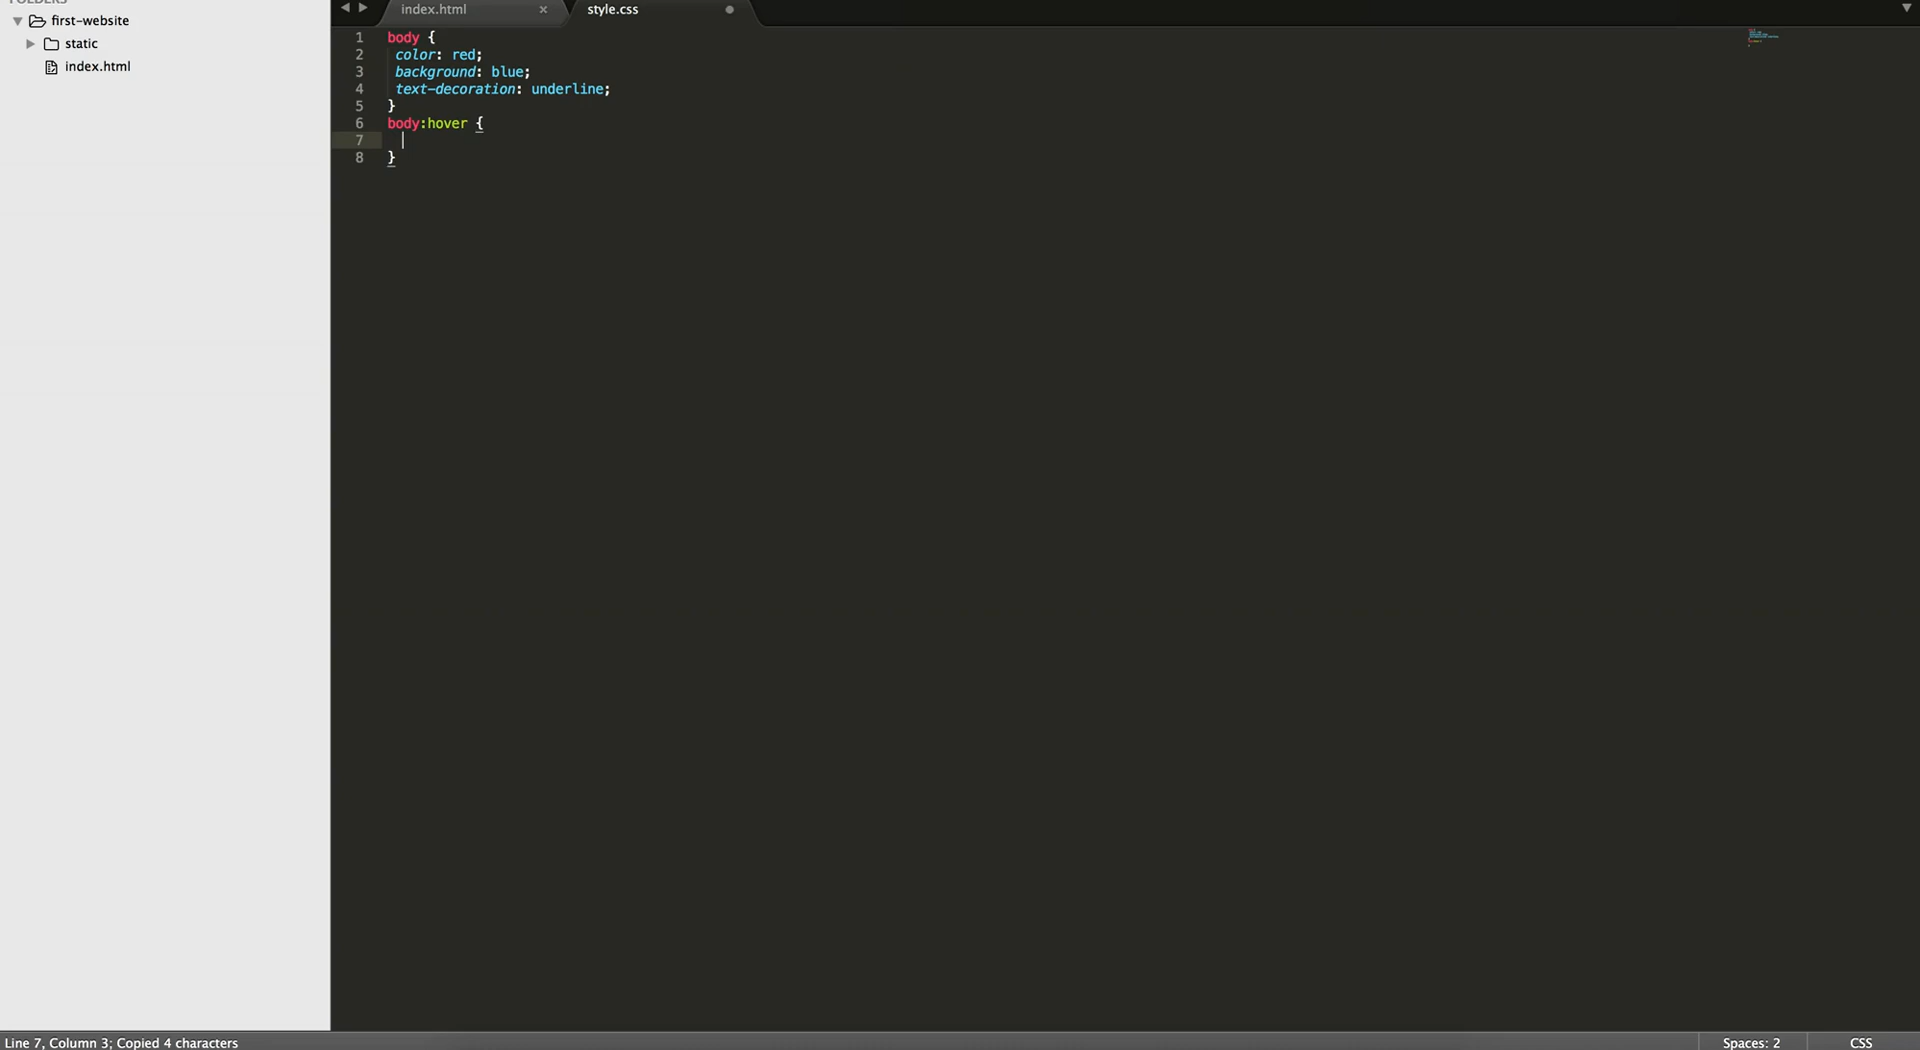 FOLDERS
first-website
static
index.html
index.html ×
style.css
1 body {
2 color: red;
3 background: blue;
4 text-decoration: underline;
5 }
6 body:hover {
7
8 }
Line 7, Column 3; Copied 4 characters
Spaces: 2
CSS